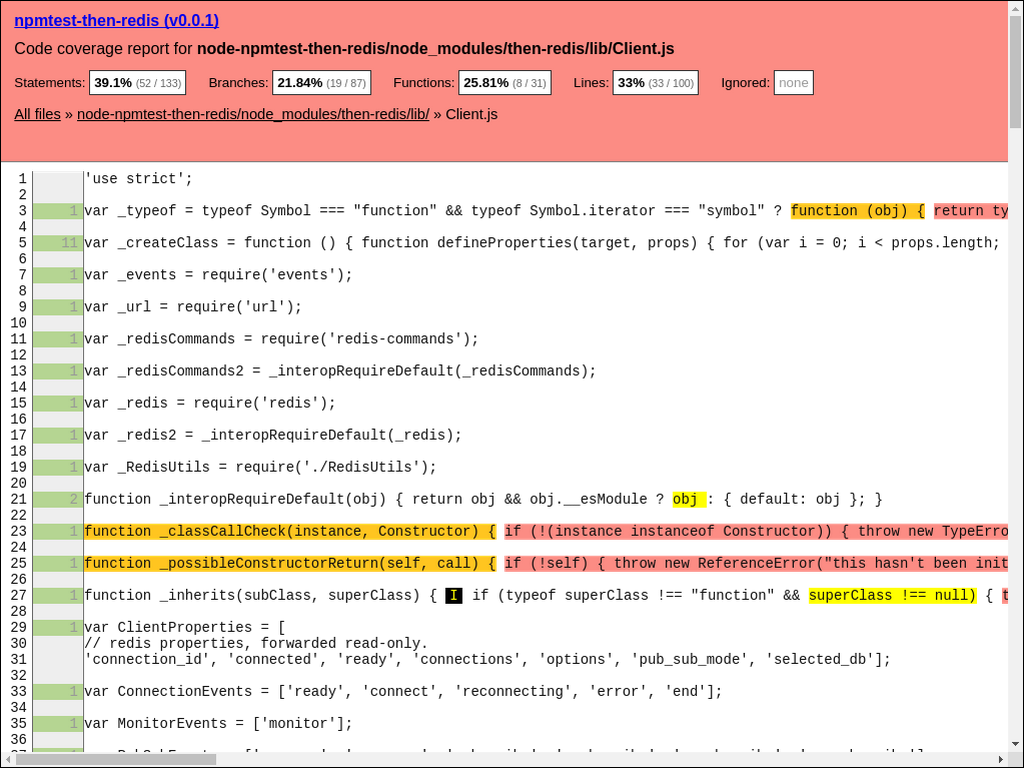 npmtest-then-redis (v0.0.1)
Code coverage report for node-npmtest-then-redis/node_modules/then-redis/lib/Client.js
Statements: 39.1% (52 / 133) Branches: 21.84% (19 / 87) Functions: 25.81% (8 / 31) Lines: 33% (33 / 100) Ignored: none
All files » node-npmtest-then-redis/node_modules/then-redis/lib/ » Client.js
1 'use strict';
2
3 1 var _typeof = typeof Symbol === "function" && typeof Symbol.iterator === "symbol" ? function (obj) { return ty
4
5 11 var _createClass = function () { function defineProperties(target, props) { for (var i = 0; i < props.length;
6
7 1 var _events = require('events');
8
9 1 var _url = require('url');
10
11 1 var _redisCommands = require('redis-commands');
12
13 1 var _redisCommands2 = _interopRequireDefault(_redisCommands);
14
15 1 var _redis = require('redis');
16
17 1 var _redis2 = _interopRequireDefault(_redis);
18
19 1 var _RedisUtils = require('./RedisUtils');
20
21 2 function _interopRequireDefault(obj) { return obj && obj.__esModule ? obj : { default: obj }; }
22
23 1 function _classCallCheck(instance, Constructor) { if (!(instance instanceof Constructor)) { throw new TypeErro
24
25 1 function _possibleConstructorReturn(self, call) { if (!self) { throw new ReferenceError("this hasn't been init
26
27 1 function _inherits(subClass, superClass) { I if (typeof superClass !== "function" && superClass !== null) { t
28
29 1 var ClientProperties = [
30 // redis properties, forwarded read-only.
31 'connection_id', 'connected', 'ready', 'connections', 'options', 'pub_sub_mode', 'selected_db'];
32
33 1 var ConnectionEvents = ['ready', 'connect', 'reconnecting', 'error', 'end'];
34
35 1 var MonitorEvents = ['monitor'];
36